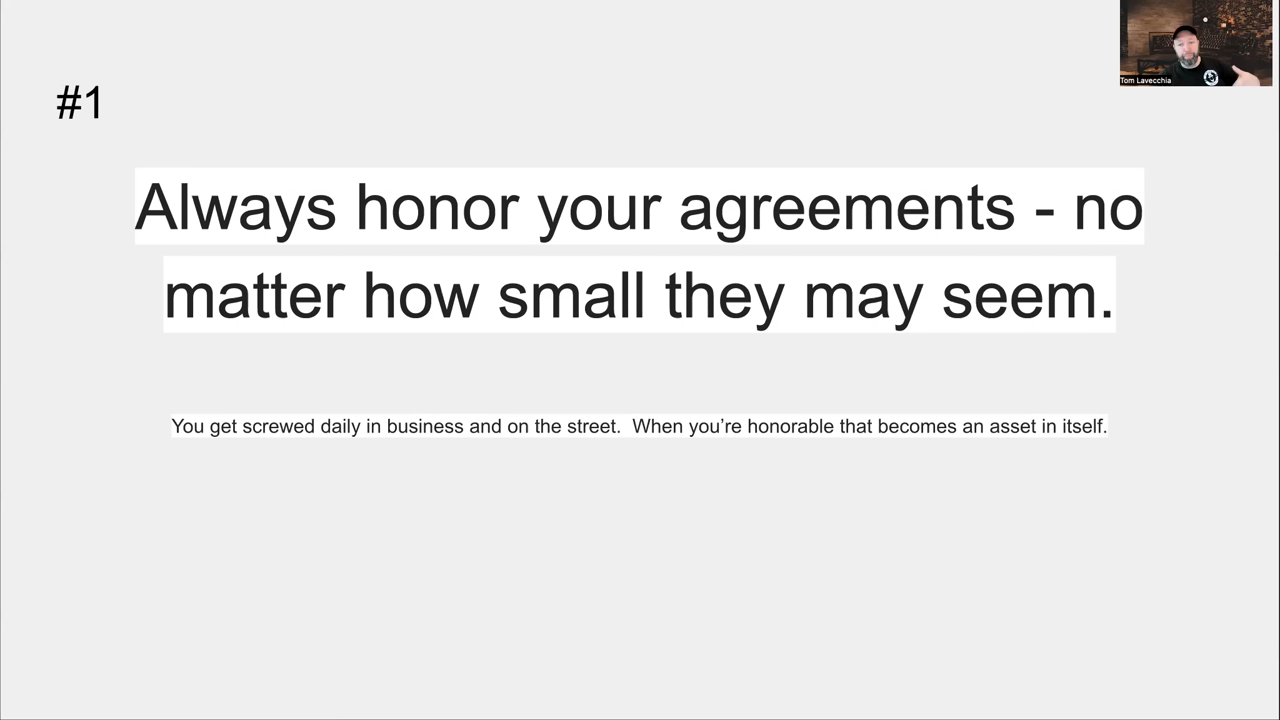 Tom Lavecchia
#1
Always honor your agreements - no
matter how small they may seem.
You get screwed daily in business and on the street.  When you’re honorable that becomes an asset in itself.